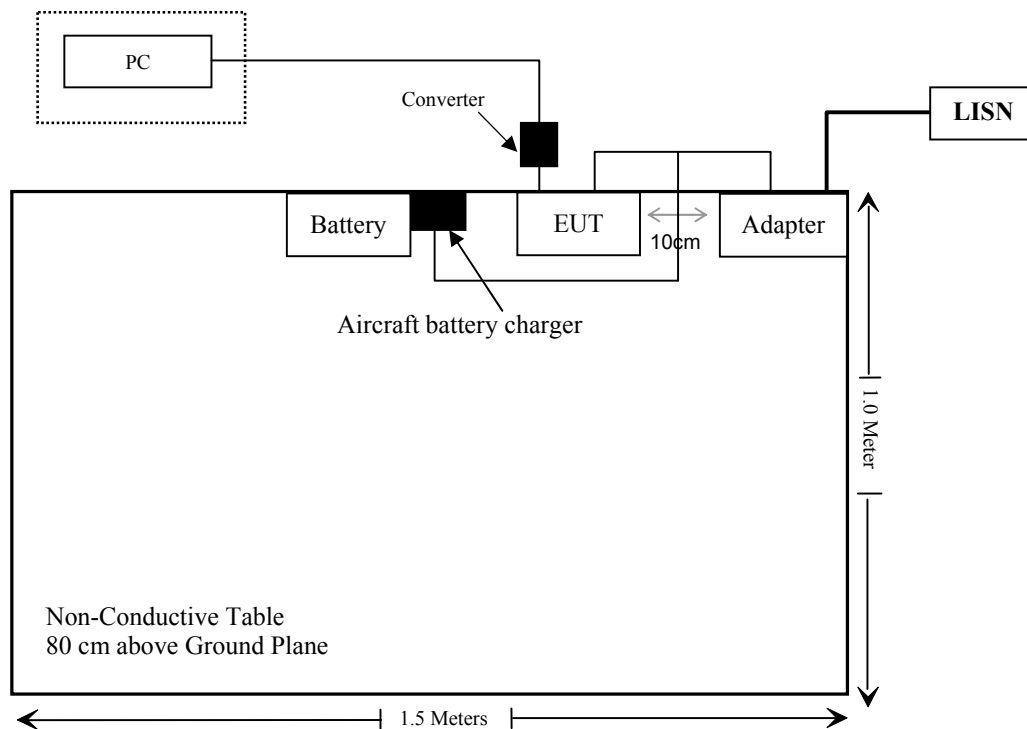 PC
Converter
LISN
Battery
EUT
10cm
Adapter
Aircraft battery charger
1.0 Meter
Non-Conductive Table
80 cm above Ground Plane
1.5 Meters